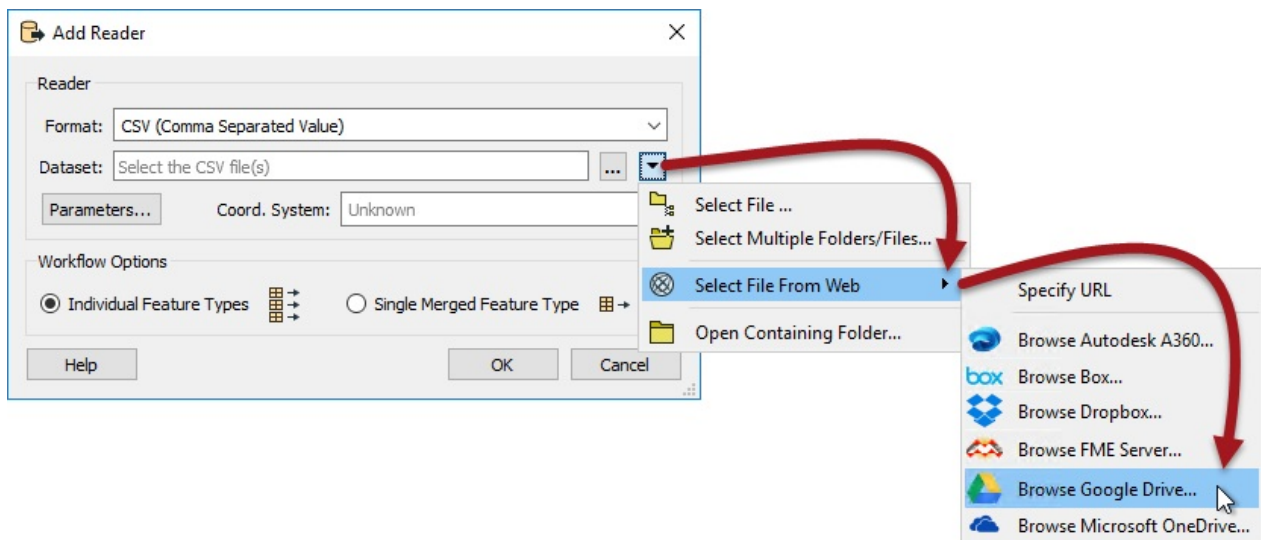 Add Reader
Reader
Format: CSV (Comma Separated Value)
Dataset: Select the CSV file(s) ...
Parameters... Coord. System: Unknown
Workflow Options
Individual Feature Types Single Merged Feature Type
Help OK Cancel
Select File ...
Select Multiple Folders/Files...
Select File From Web
Open Containing Folder...
Specify URL
Browse Autodesk A360...
box Browse Box...
Browse Dropbox...
Browse FME Server...
Browse Google Drive...
Browse Microsoft OneDrive...